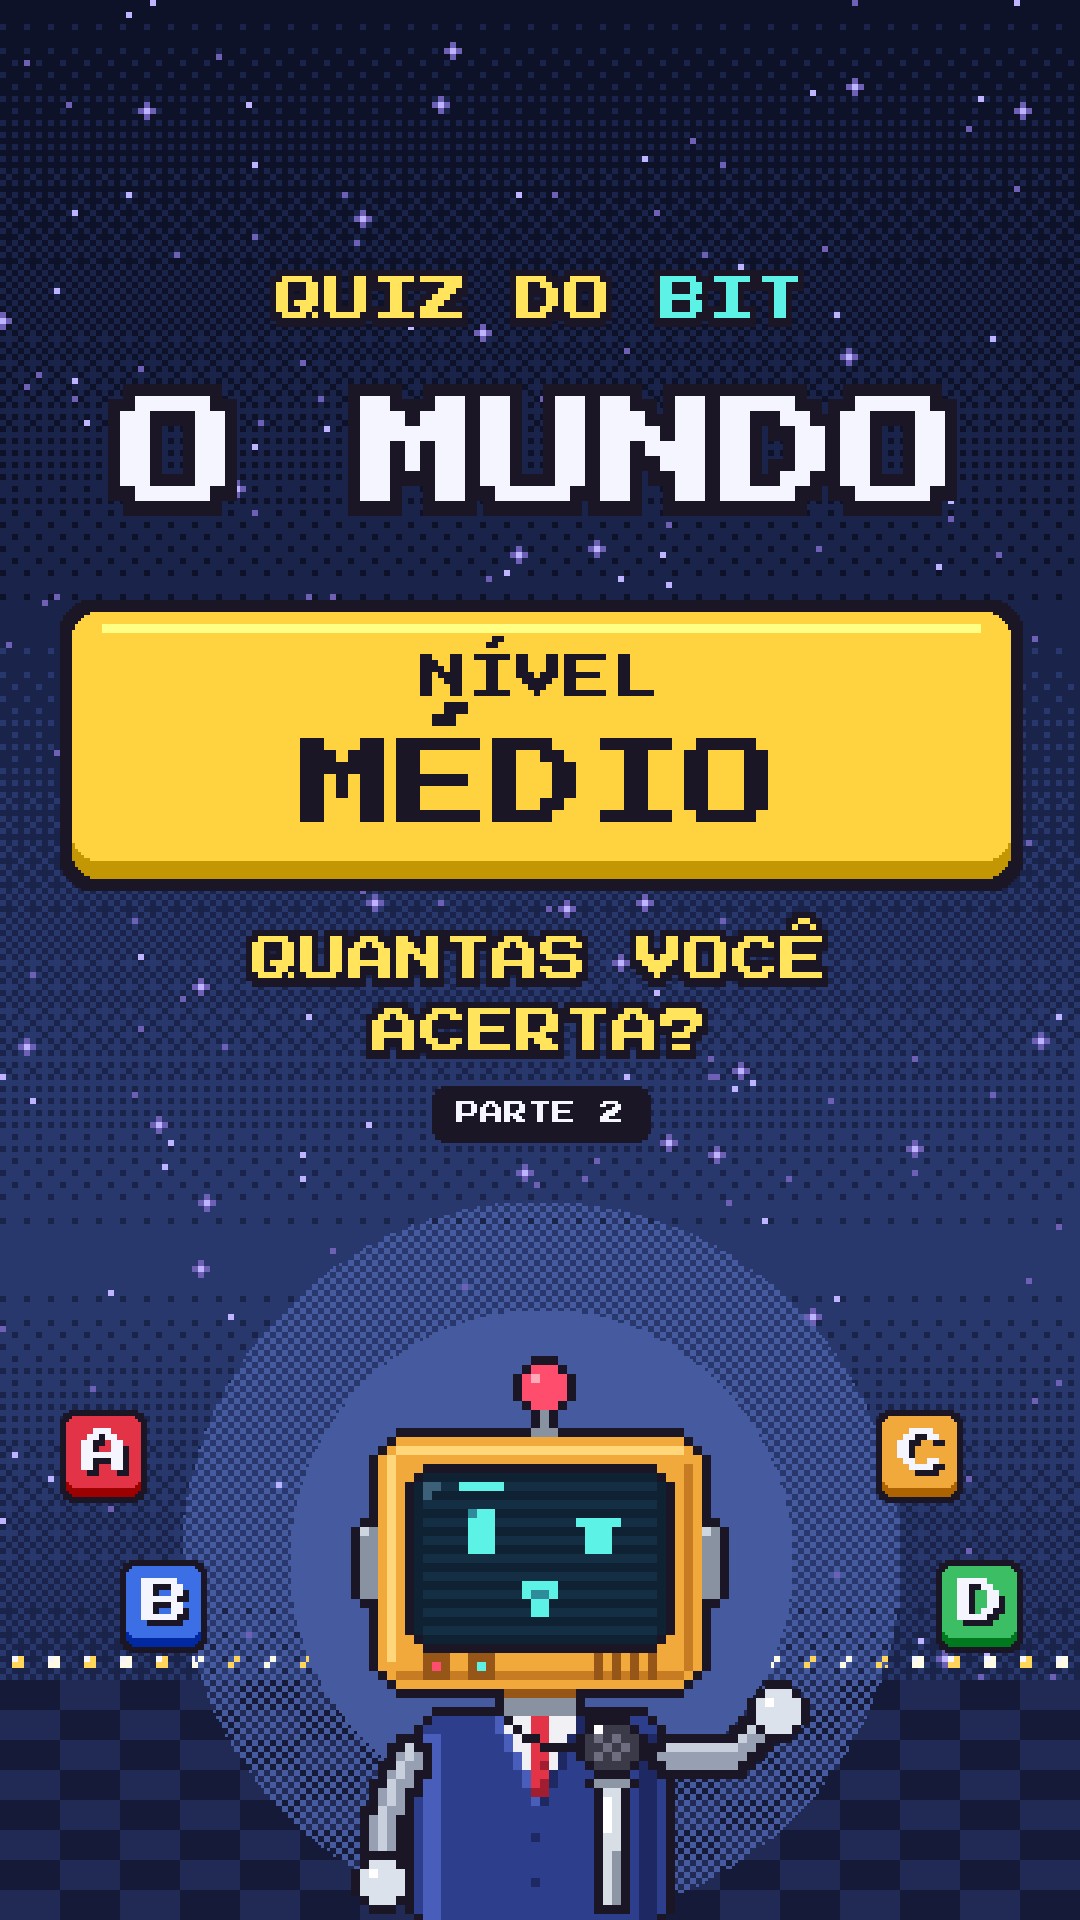 QUIZ DO BIT
O MUNDO
NÍVEL
MÉDIO
QUANTAS VOCÊ
ACERTA?
PARTE 2
A
C
B
D